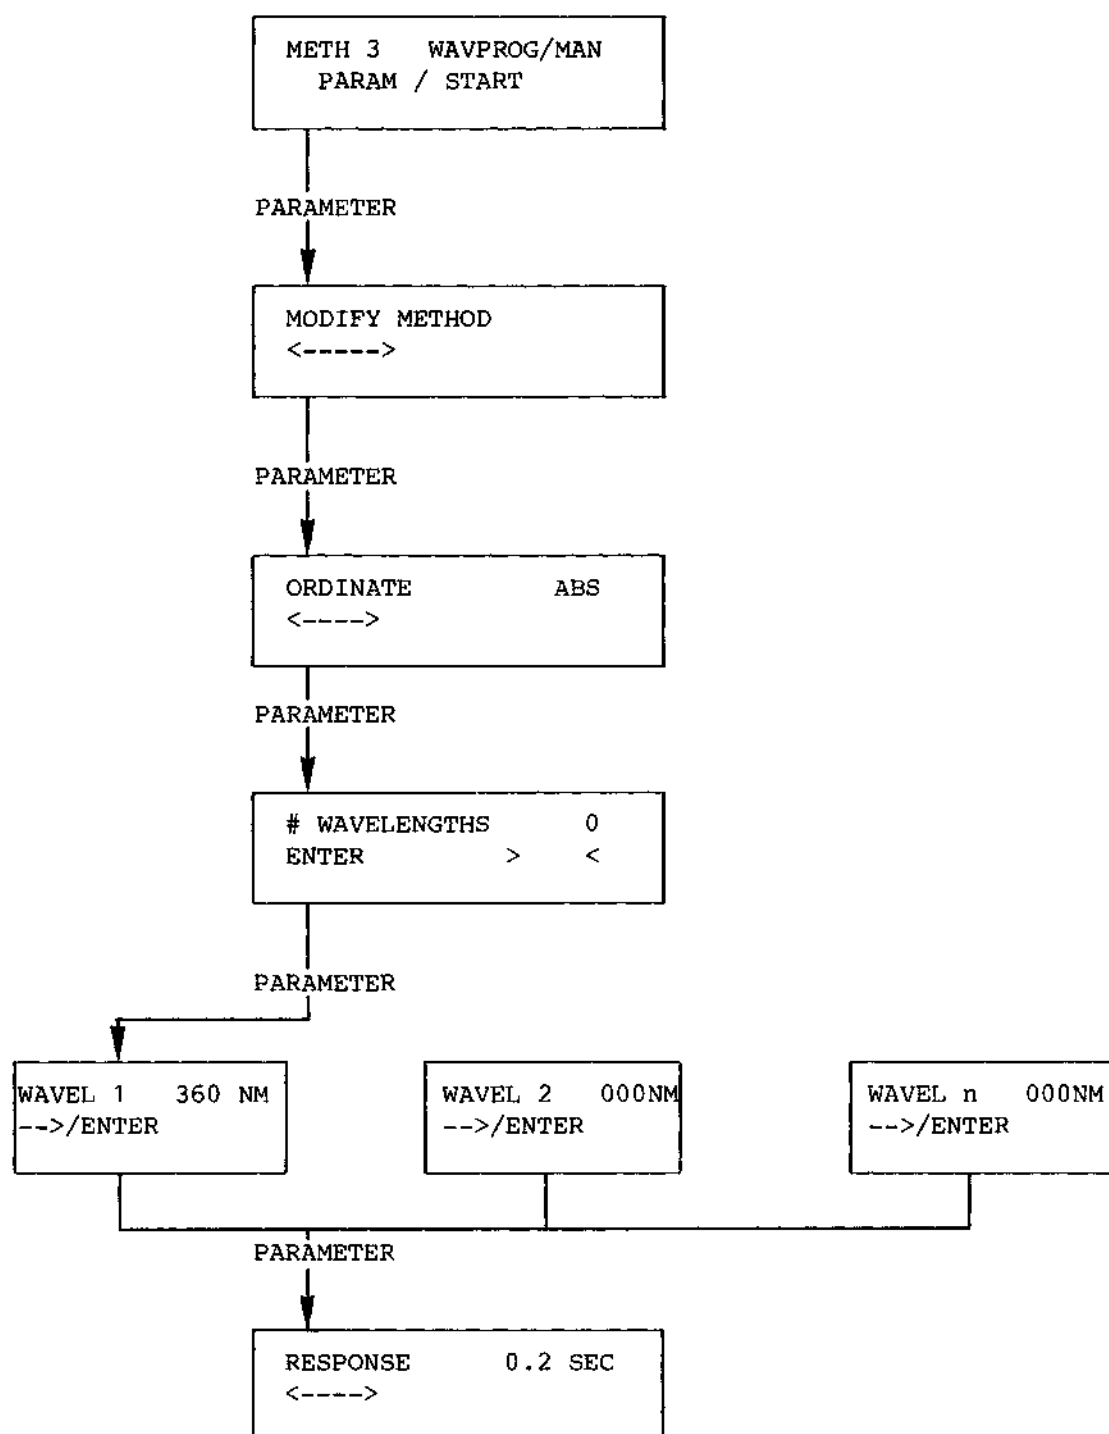 METH 3 WAVPROG/MAN
PARAM / START
PARAMETER
MODIFY METHOD
<----->
PARAMETER
ORDINATE ABS
<---->
PARAMETER
# WAVELENGTHS 0
ENTER > <
PARAMETER
WAVEL 1 360 NM
-->/ENTER
WAVEL 2 000NM
-->/ENTER
WAVEL n 000NM
-->/ENTER
PARAMETER
RESPONSE 0.2 SEC
<---->